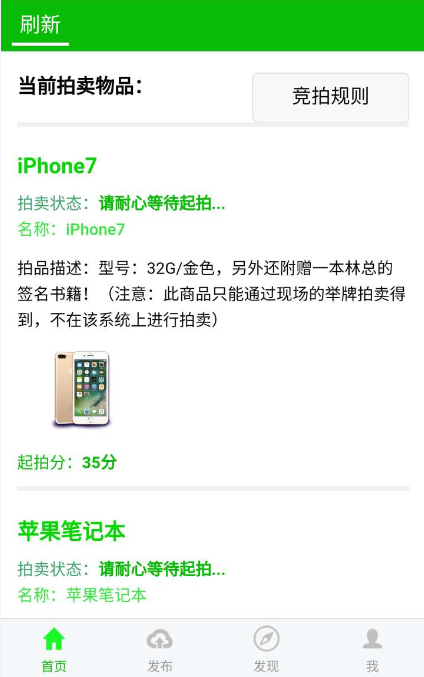 刷新
当前拍卖物品：
竞拍规则
iPhone7
拍卖状态：请耐心等待起拍...
名称：iPhone7
拍品描述：型号：32G/金色，另外还附赠一本林总的
签名书籍！（注意：此商品只能通过现场的举牌拍卖得
到，不在该系统上进行拍卖）
起拍分：35分
苹果笔记本
拍卖状态：请耐心等待起拍...
名称：苹果笔记本
首页
发布
发现
我